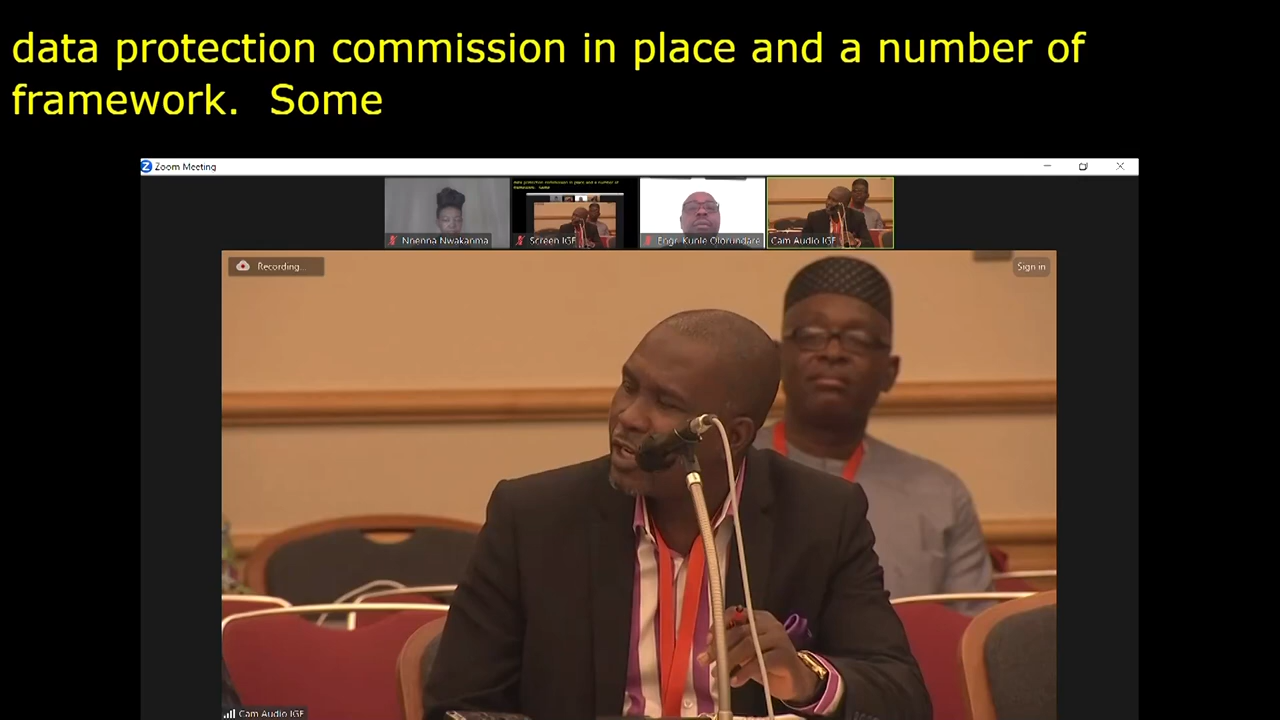 data protection commission in place and a number of
framework.  Some
Zoom Meeting
Nnenna Nwakanma
Screen IGF
Engr. Kunle Olorundare
Cam Audio IGF
Recording...
Sign in
Cam Audio IGF